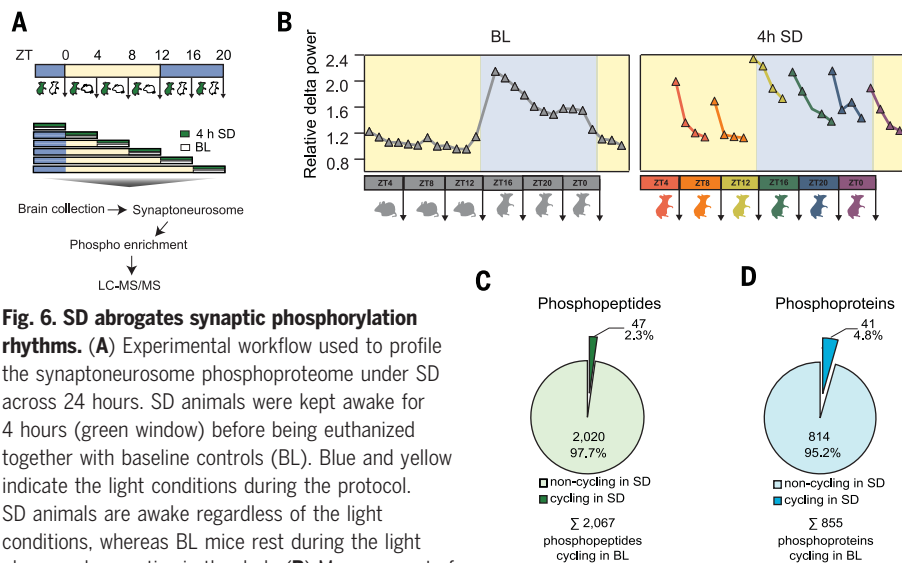 A
ZT 0 4 8 12 16 20
4 h SD
BL
Brain collection → Synaptoneurosome
Phospho enrichment
LC-MS/MS
B
BL
4h SD
Relative delta power
2.4
2.0
1.6
1.2
0.8
ZT4 ZT8 ZT12 ZT16 ZT20 ZT0
ZT4 ZT8 ZT12 ZT16 ZT20 ZT0
C
Phosphopeptides
47
2.3%
2,020
97.7%
non-cycling in SD
cycling in SD
∑ 2,067
phosphopeptides
cycling in BL
D
Phosphoproteins
41
4.8%
814
95.2%
non-cycling in SD
cycling in SD
∑ 855
phosphoproteins
cycling in BL
Fig. 6. SD abrogates synaptic phosphorylation
rhythms. (A) Experimental workflow used to profile
the synaptoneurosome phosphoproteome under SD
across 24 hours. SD animals were kept awake for
4 hours (green window) before being euthanized
together with baseline controls (BL). Blue and yellow
indicate the light conditions during the protocol.
SD animals are awake regardless of the light
conditions, whereas BL mice rest during the light